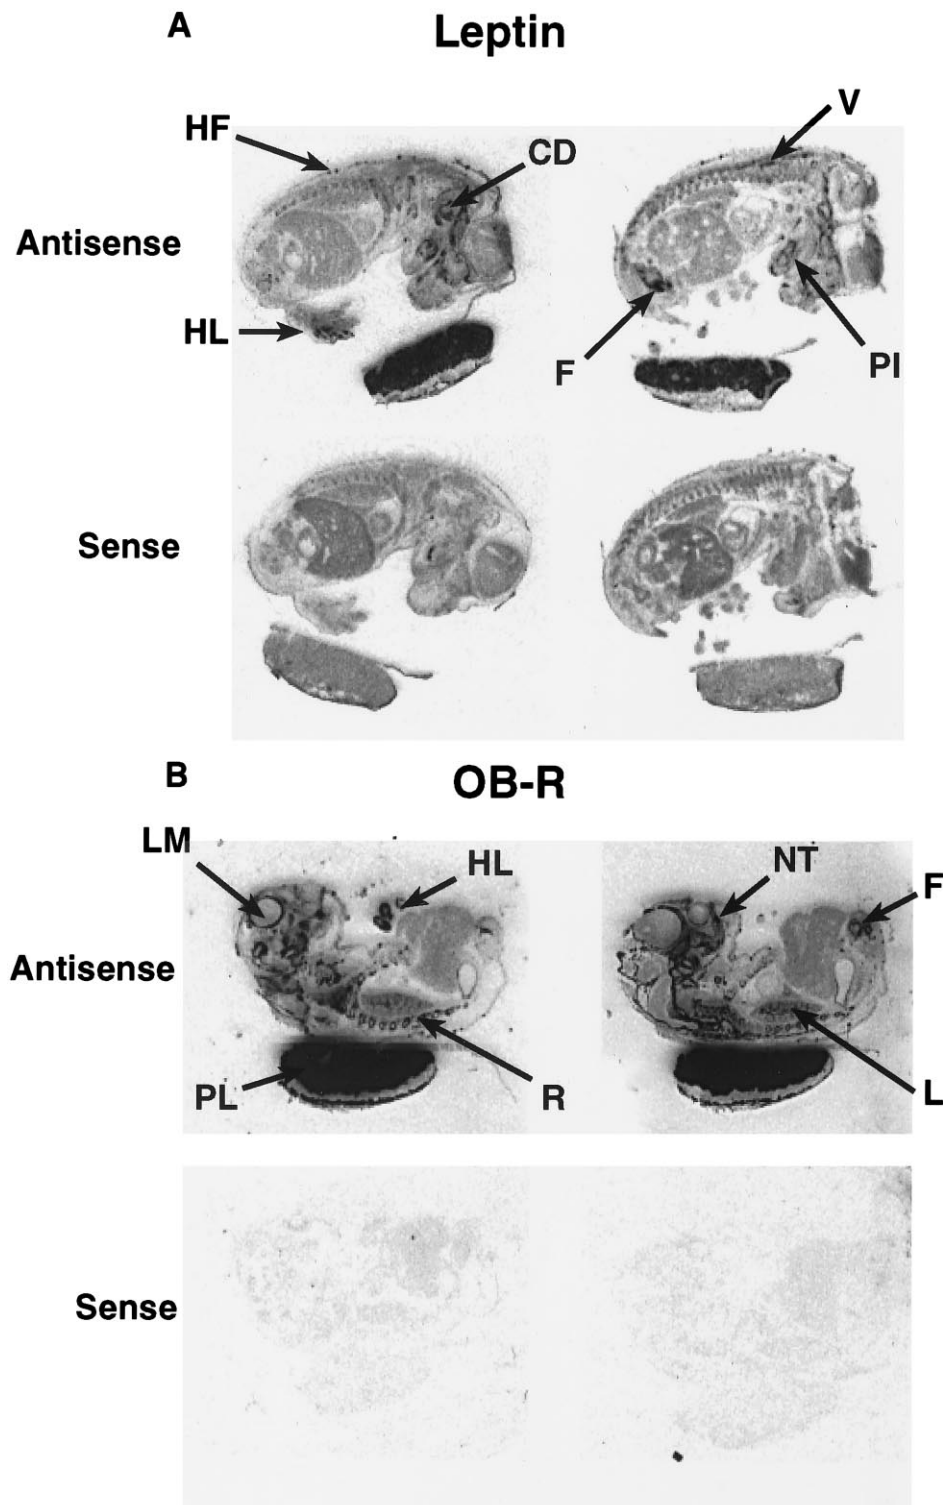 A
Leptin
HF
CD
V
Antisense
HL
F
PI
Sense
B
OB-R
LM
HL
NT
F
Antisense
PL
R
L
Sense